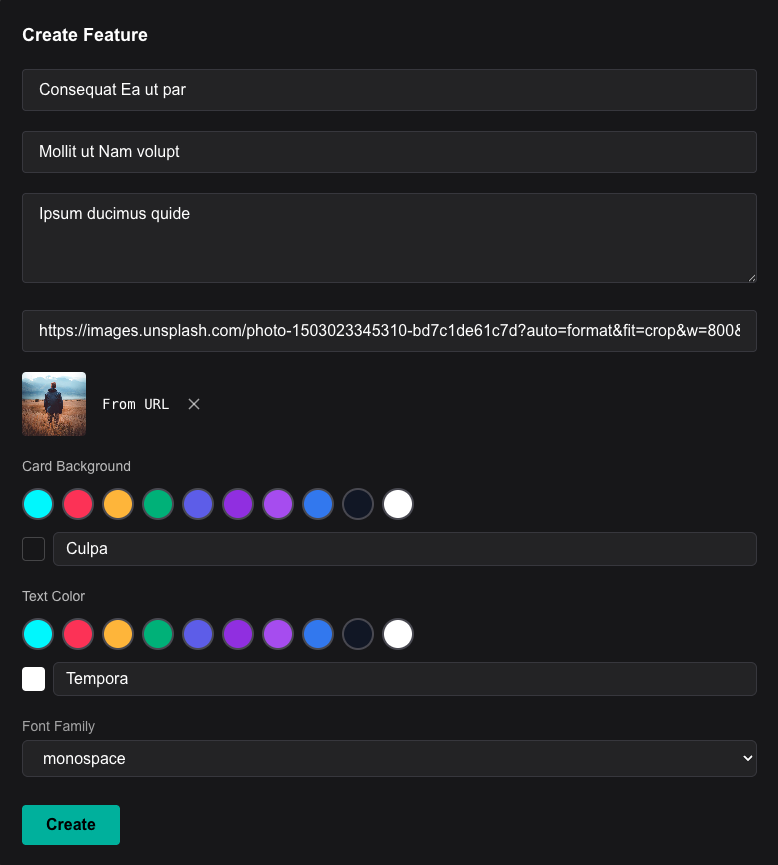 Create Feature
Consequat Ea ut par
Mollit ut Nam volupt
Ipsum ducimus quide
https://images.unsplash.com/photo-1503023345310-bd7c1de61c7d?auto=format&fit=crop&w=800&
From URL
Card Background
Culpa
Text Color
Tempora
Font Family
monospace
Create